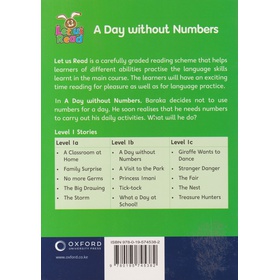 Let us Read
A Day without Numbers
Let us Read is a carefully graded reading scheme that helps
learners of different abilities practise the language skills
learnt in the main course. The learners will have an exciting
time reading for pleasure as well as for language practice.
In A Day without Numbers, Baraka decides not to use
numbers for a day. He soon realises that he needs numbers
to carry out his daily activities. What will he do?
Level 1 Stories
Level 1a
• A Classroom at
Home
• Family Surprise
• No more Germs
• The Big Drawing
• The Storm
Level 1b
• A Day without
Numbers
• A Visit to the Park
• Princess Imani
• Tick-tock
• What a Day at School!
Level 1c
• Giraffe Wants to
Dance
• Stranger Danger
• The Fair
• The Nest
• Treasure Hunters
OXFORD
UNIVERSITY PRESS
www.oxford.co.ke